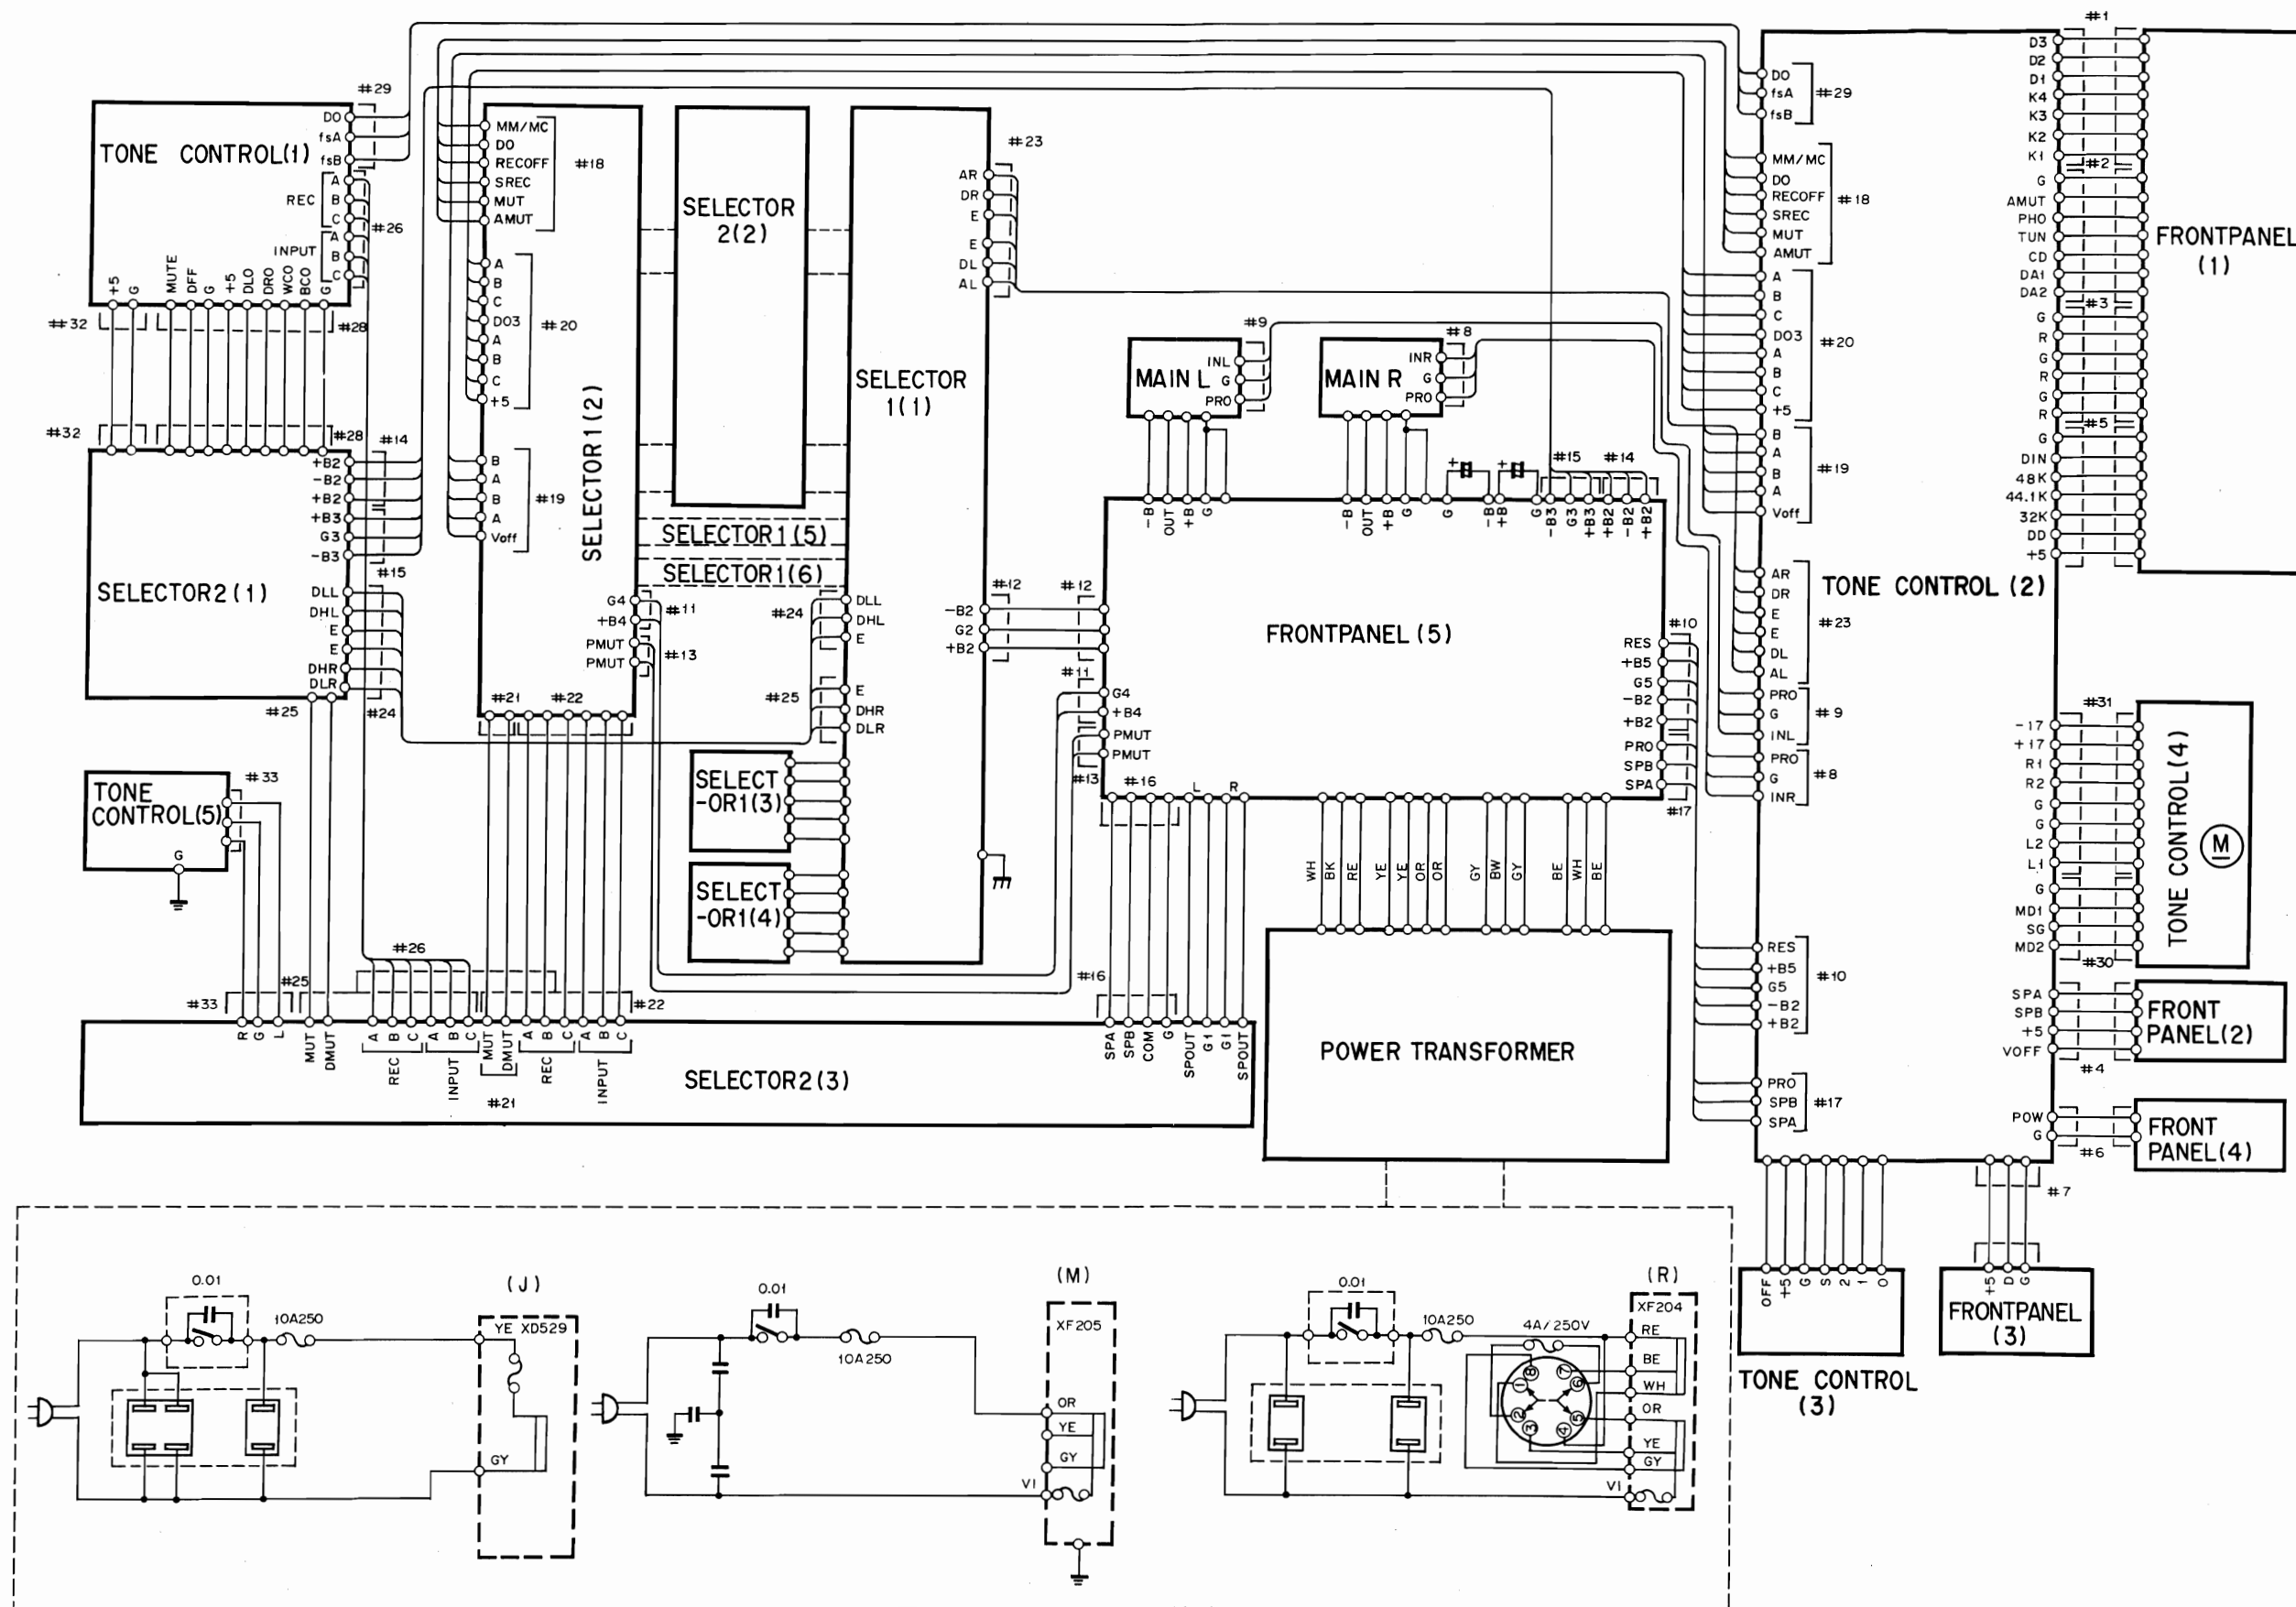 #29
DO
fsA
fsB
TONE CONTROL(1)
REC
A
B
C
INPUT
A
B
C
#26
+5
G
MUTE
DFF
G
+5
DLO
DRO
WCO
BCO
G
#32
#28
#32
#28
#14
+B2
-B2
+B2
+B3
G3
-B3
#15
SELECTOR2(1)
DLL
DHL
E
E
DHR
DLR
#25
#24
TONE
CONTROL(5)
#33
G
MM/MC
DO
RECOFF
SREC
MUT
AMUT
#18
A
B
C
DO3
A
B
C
+5
#20
B
A
B
A
Voff
#19
SELECTOR1(2)
G4
+B4
#11
PMUT
PMUT
#13
#21
#22
SELECTOR
2(2)
SELECTOR1(5)
SELECTOR1(6)
SELECTOR
1(1)
#23
AR
DR
E
E
DL
AL
#24
DLL
DHL
E
#25
E
DHR
DLR
#12
-B2
G2
+B2
SELECT
-OR1(3)
SELECT
-OR1(4)
MAIN L
INL
G
PRO
#9
MAIN R
INR
G
PRO
#8
#15
#14
-B
OUT
+B
G
-B
OUT
+B
G
G
-B
+B
G
-B3
G3
+B3
+B2
-B2
+B2
FRONTPANEL(5)
#12
#11
G4
+B4
PMUT
PMUT
#13
#16
L
R
#10
RES
+B5
G5
-B2
+B2
PRO
SPB
SPA
#17
WH
BK
RE
YE
YE
OR
OR
GY
BW
GY
BE
WH
BE
POWER TRANSFORMER
#33
#25
#26
#22
#16
R
G
L
MUT
DMUT
A
B
C
REC
A
B
C
INPUT
MUT
DMUT
#21
A
B
C
REC
A
B
C
INPUT
SPA
SPB
COM
G
SPOUT
G1
G1
SPOUT
SELECTOR2(3)
DO
fsA
fsB
#29
MM/MC
DO
RECOFF
SREC
MUT
AMUT
#18
A
B
C
DO3
A
B
C
+5
#20
B
A
B
A
Voff
#19
TONE CONTROL (2)
AR
DR
E
E
DL
AL
#23
PRO
G
INL
#9
PRO
G
INR
#8
RES
+B5
G5
-B2
+B2
#10
PRO
SPB
SPA
#17
#1
D3
D2
D1
K4
K3
K2
K1
#2
G
AMUT
PHO
TUN
CD
DA1
DA2
#3
G
R
G
R
G
R
#5
G
DIN
48K
44.1K
32K
DD
+5
FRONTPANEL
(1)
#31
-17
+17
R1
R2
G
G
L2
L1
G
MD1
SG
MD2
#30
TONE CONTROL(4)
M
SPA
SPB
+5
VOFF
#4
FRONT
PANEL(2)
POW
G
#6
FRONT
PANEL(4)
#7
OFF
+5
G
S
2
1
0
TONE CONTROL
(3)
+5
D
G
FRONTPANEL
(3)
(J)
0.01
10A250
YE XD529
GY
(M)
0.01
10A250
XF205
OR
YE
GY
V1
(R)
0.01
10A250
4A/250V
XF204
RE
BE
WH
OR
YE
GY
V1
1
2
3
4
5
6
7
8